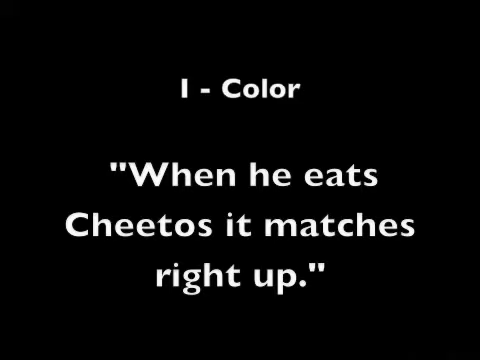 1 - Color
"When he eats
Cheetos it matches
right up."